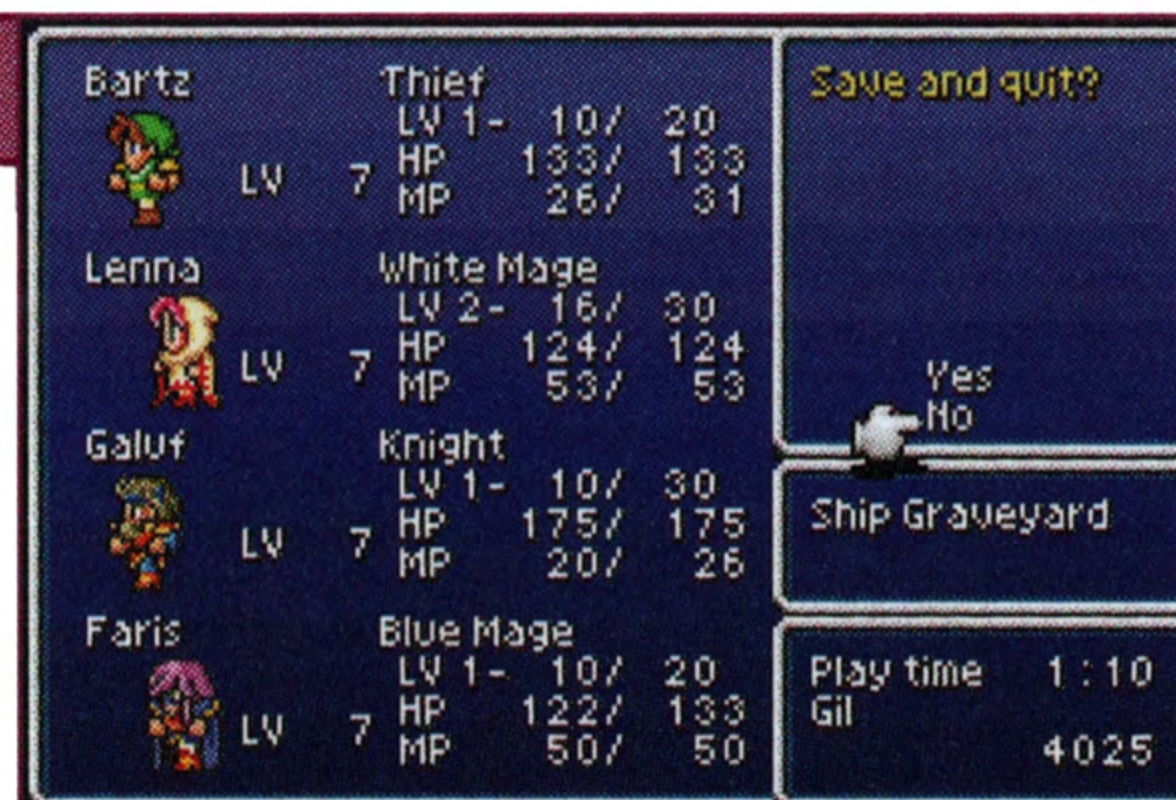 Bartz Thief
LV 1- 10/ 20
LV 7 HP 133/ 133
MP 26/ 31
Lenna White Mage
LV 2- 16/ 30
LV 7 HP 124/ 124
MP 53/ 53
Galuf Knight
LV 1- 10/ 30
LV 7 HP 175/ 175
MP 20/ 26
Faris Blue Mage
LV 1- 10/ 20
LV 7 HP 122/ 133
MP 50/ 50
Save and quit?
Yes
No
Ship Graveyard
Play time 1:10
Gil
4025